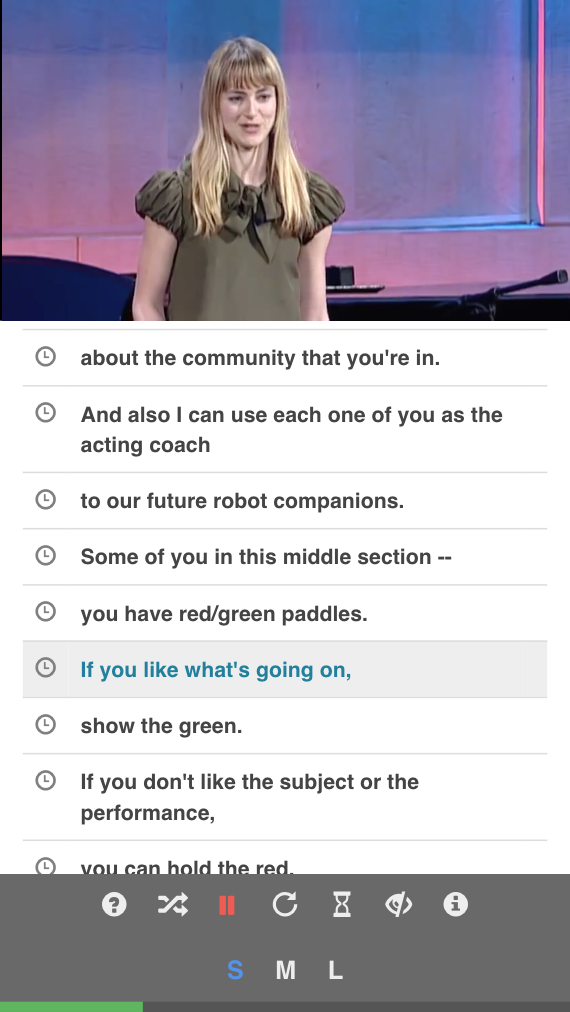 about the community that you're in.
And also I can use each one of you as the
acting coach
to our future robot companions.
Some of you in this middle section --
you have red/green paddles.
If you like what's going on,
show the green.
If you don't like the subject or the
performance,
you can hold the red.
S M L